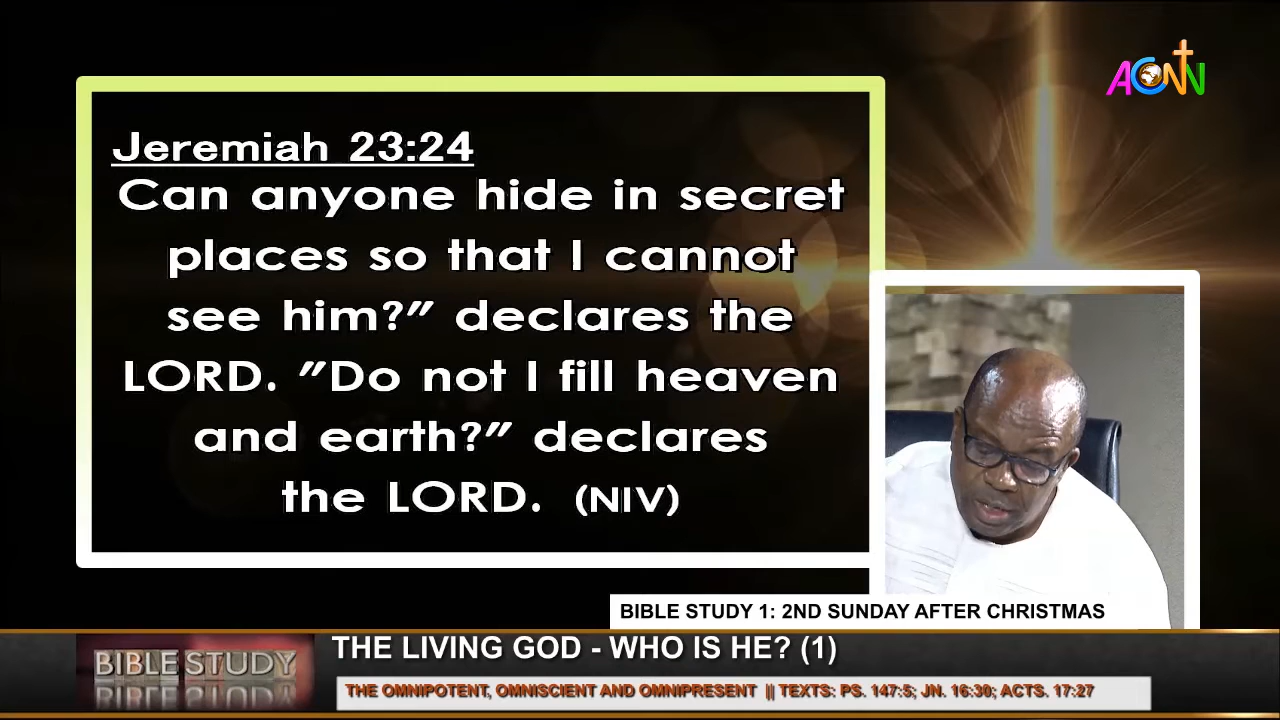 ACNN
Jeremiah 23:24
Can anyone hide in secret
places so that I cannot
see him?” declares the
LORD. ”Do not I fill heaven
and earth?” declares
the LORD. (NIV)
BIBLE STUDY 1: 2ND SUNDAY AFTER CHRISTMAS
BIBLE STUDY
THE LIVING GOD - WHO IS HE? (1)
THE OMNIPOTENT, OMNISCIENT AND OMNIPRESENT || TEXTS: PS. 147:5; JN. 16:30; ACTS. 17:27